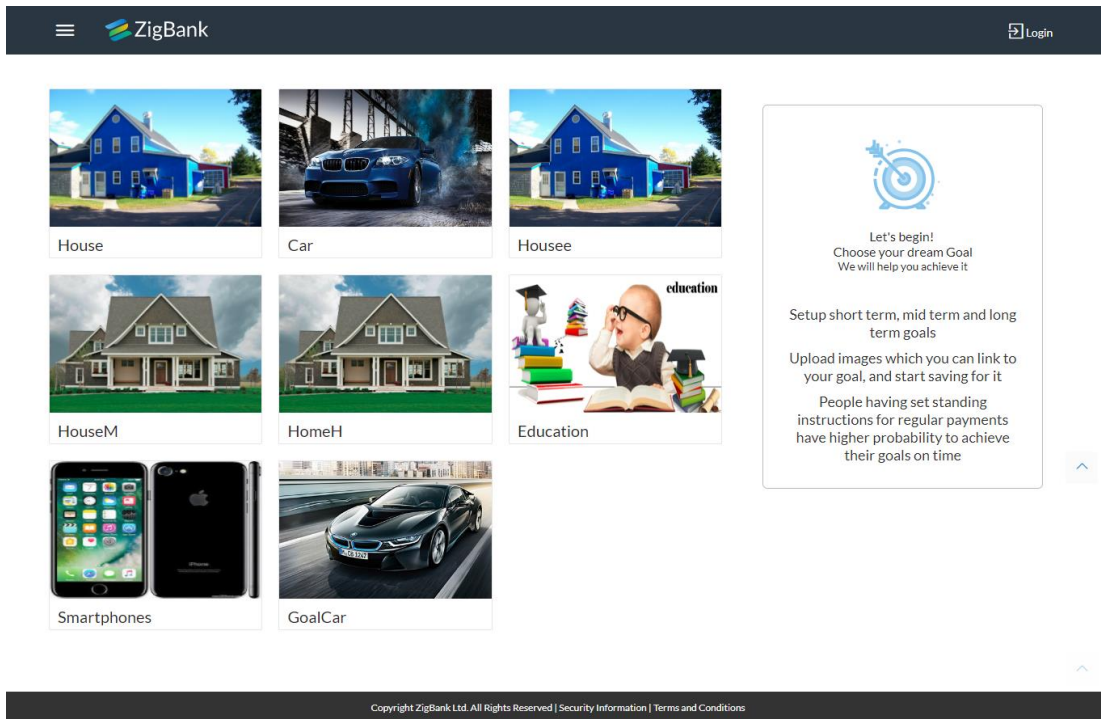 ZigBank
Login
House
Car
Housee
HouseM
HomeH
education
Education
Smartphones
GoalCar
Let's begin!
Choose your dream Goal
We will help you achieve it
Setup short term, mid term and long
term goals
Upload images which you can link to
your goal, and start saving for it
People having set standing
instructions for regular payments
have higher probability to achieve
their goals on time
Copyright ZigBank Ltd. All Rights Reserved | Security Information | Terms and Conditions